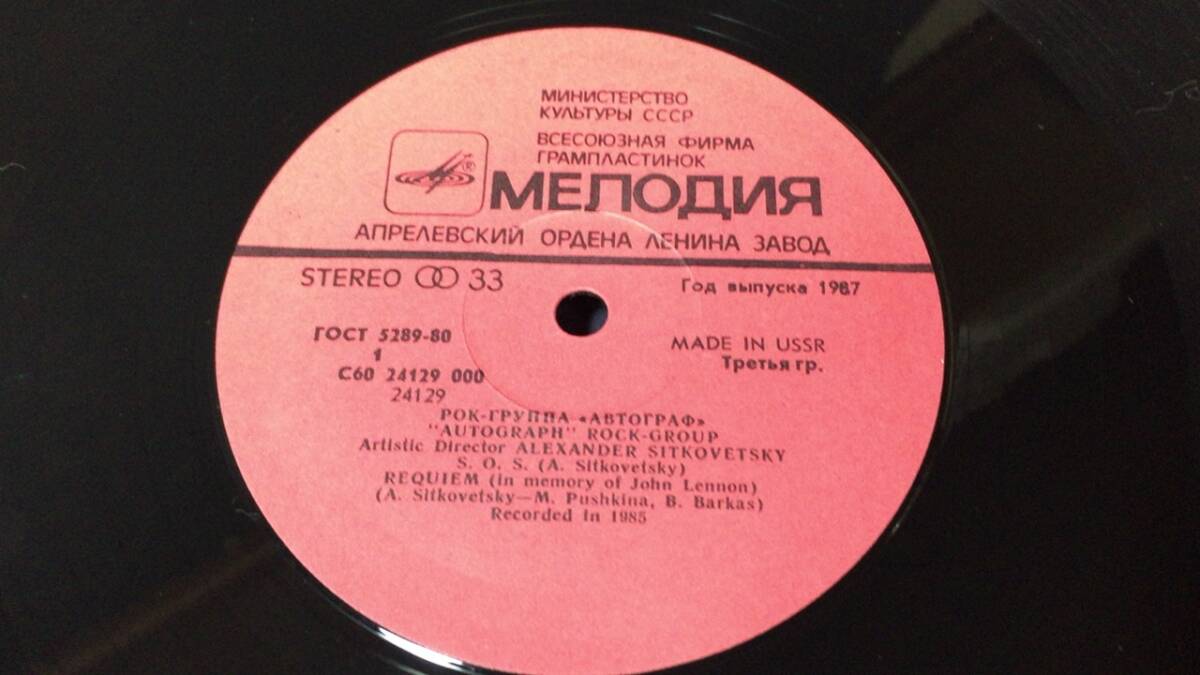 МИНИСТЕРСТВО
КУЛЬТУРЫ СССР
ВСЕСОЮЗНАЯ ФИРМА
ГРАМПЛАСТИНОК
®
МЕЛОДИЯ
АПРЕЛЕВСКИЙ ОРДЕНА ЛЕНИНА ЗАВОД
STEREO 33
Год выпуска 1987
ГОСТ 5289-80
MADE IN USSR
1
Третья гр.
С60 24129 000
24129
РОК-ГРУППА «АВТОГРАФ»
"AUTOGRAPH" ROCK-GROUP
Artistic Director ALEXANDER SITKOVETSKY
S. O. S. (A. Sitkovetsky)
REQUIEM (in memory of John Lennon)
(A. Sitkovetsky—M. Pushkina, B. Barkas)
Recorded in 1985